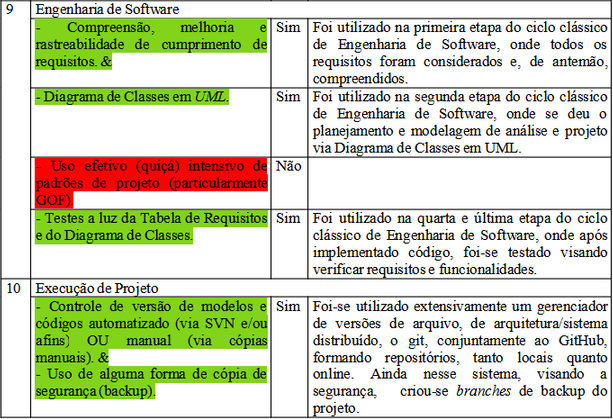 9 Engenharia de Software
- Compreensão, melhoria e rastreabilidade de cumprimento de requisitos. &
Sim
Foi utilizado na primeira etapa do ciclo clássico
de Engenharia de Software, onde todos os
requisitos foram considerados e, de antemão,
compreendidos.
- Diagrama de Classes em UML.
Sim
Foi utilizado na segunda etapa do ciclo clássico
de Engenharia de Software, onde se deu o
planejamento e modelagem de análise e projeto
via Diagrama de Classes em UML.
- Uso efetivo (quiçá) intensivo de
padrões de projeto (particularmente
GOF).
Não
- Testes a luz da Tabela de Requisitos
e do Diagrama de Classes.
Sim
Foi utilizado na quarta e última etapa do ciclo
clássico de Engenharia de Software, onde após
implementado código, foi-se testado visando
verificar requisitos e funcionalidades.
10 Execução de Projeto
- Controle de versão de modelos e
códigos automatizado (via SVN e/ou
afins) OU manual (via cópias
manuais). &
- Uso de alguma forma de cópia de
segurança (backup).
Sim
Foi-se utilizado extensivamente um gerenciador
de versões de arquivo, de arquitetura/sistema
distribuído, o git, conjuntamente ao GitHub,
formando repositórios, tanto locais quanto
online. Ainda nesse sistema, visando a
segurança, criou-se branches de backup do
projeto.